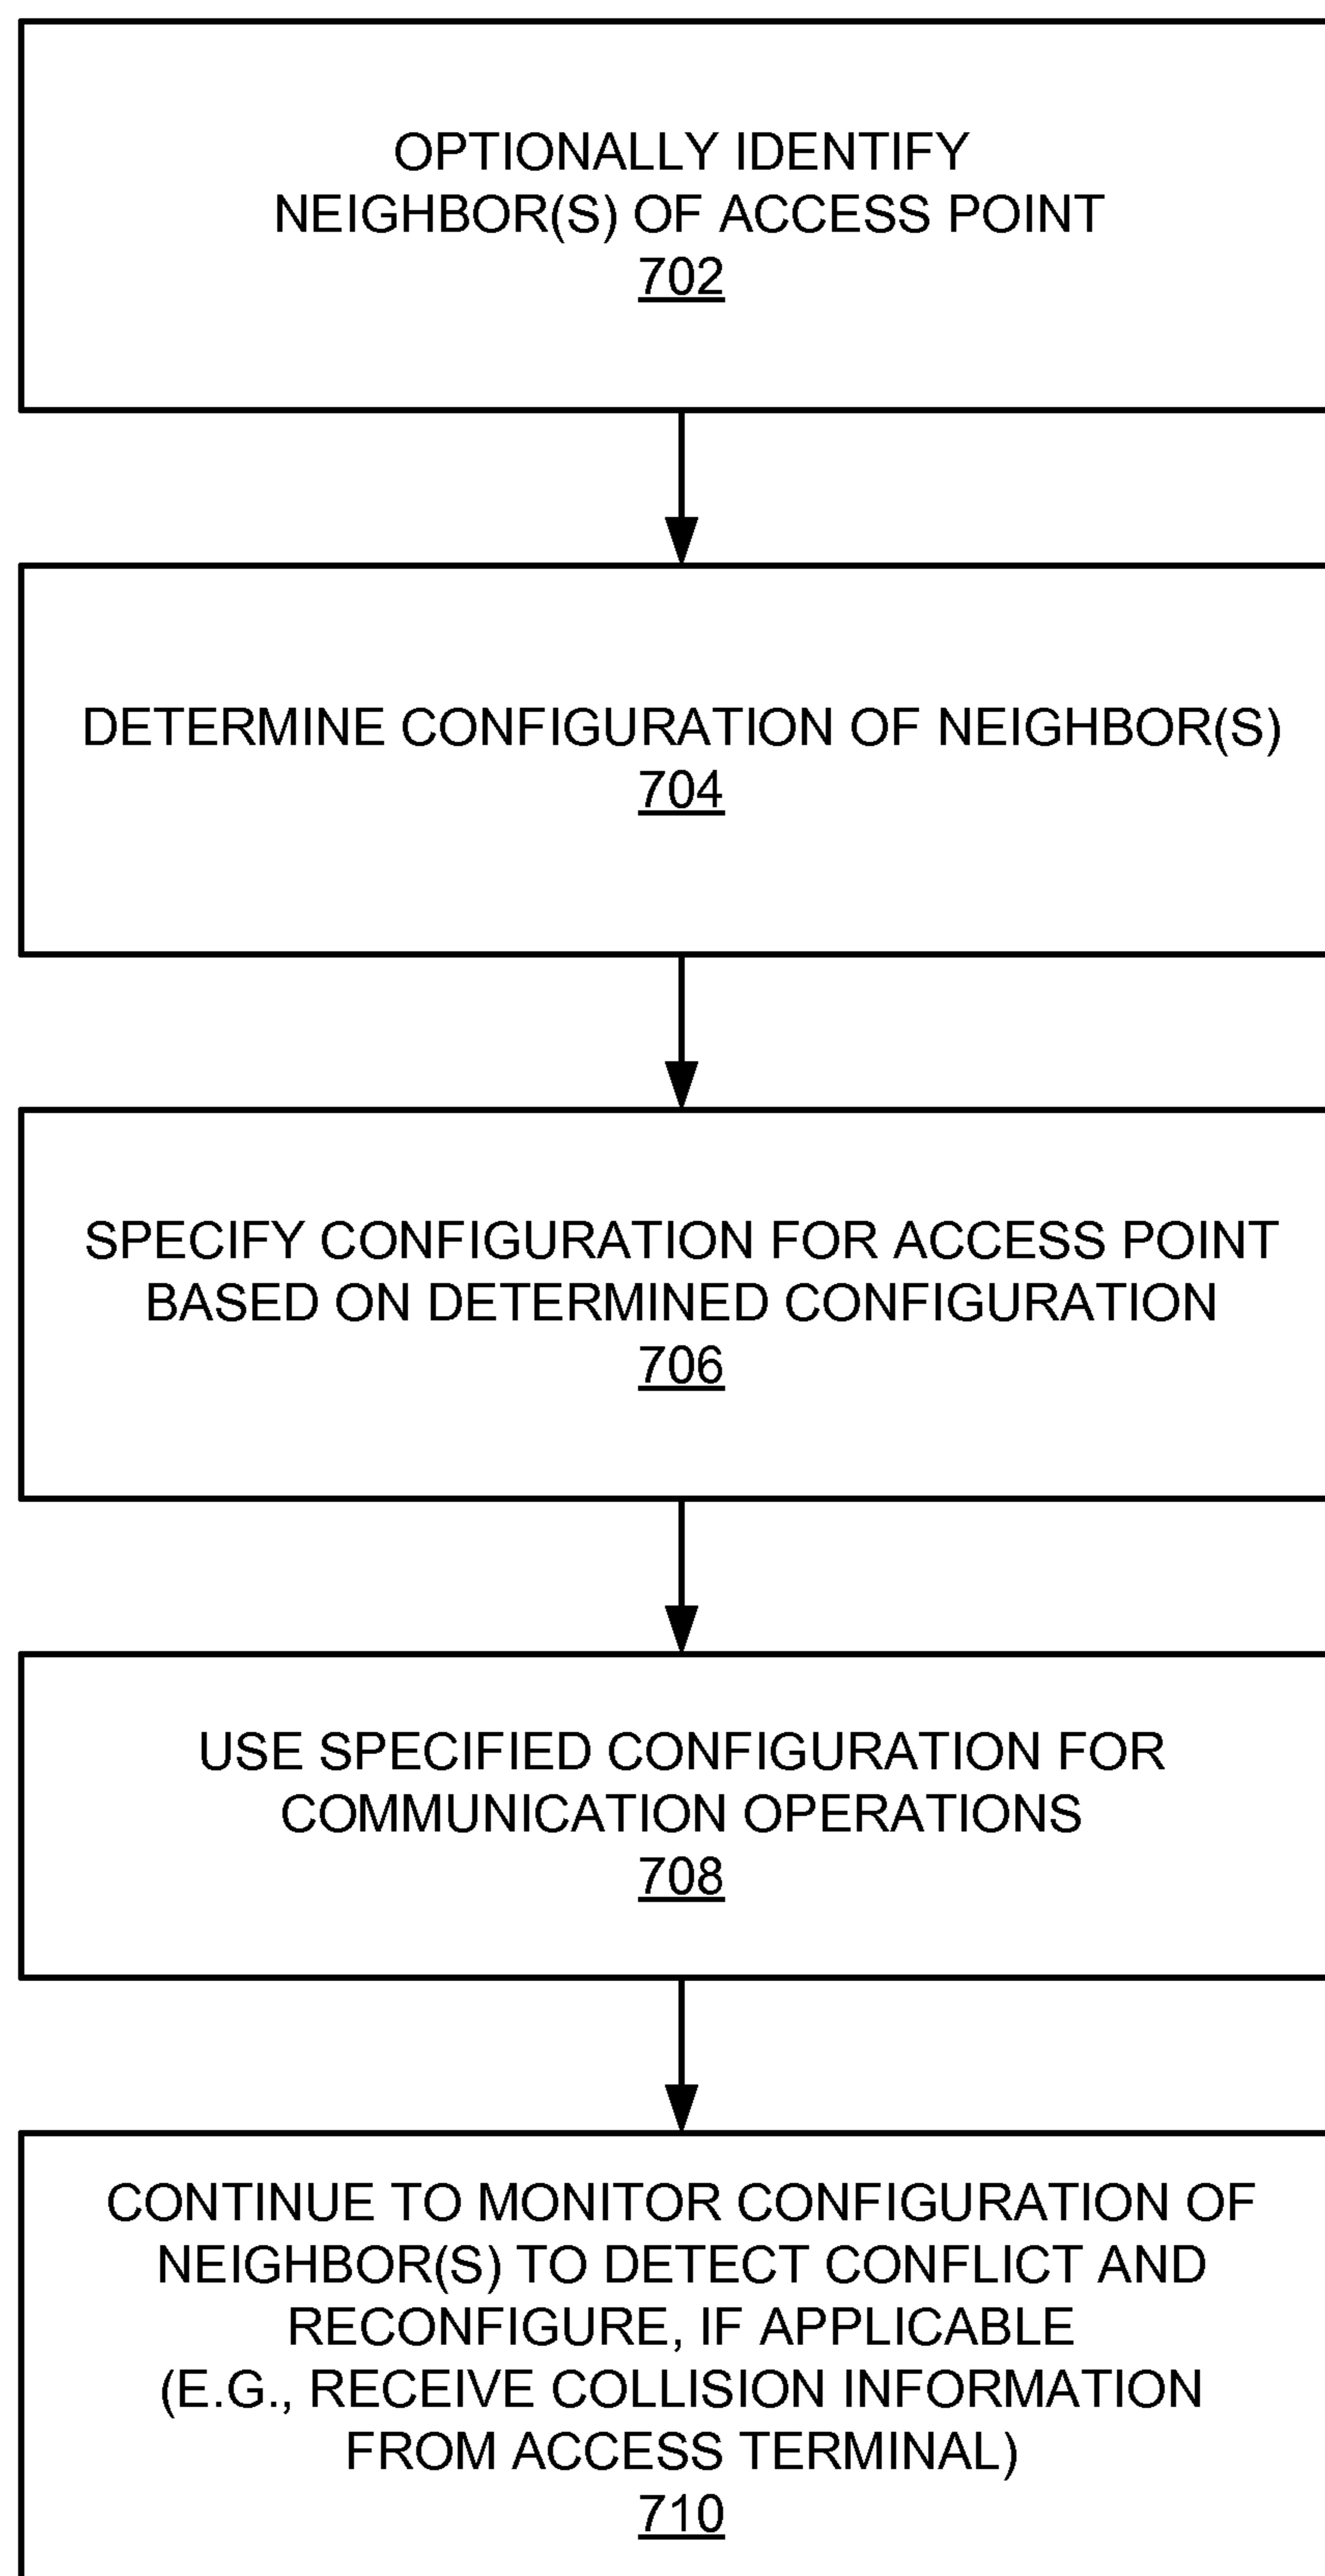 OPTIONALLY IDENTIFY
NEIGHBOR(S) OF ACCESS POINT
702
DETERMINE CONFIGURATION OF NEIGHBOR(S)
704
SPECIFY CONFIGURATION FOR ACCESS POINT
BASED ON DETERMINED CONFIGURATION
706
USE SPECIFIED CONFIGURATION FOR
COMMUNICATION OPERATIONS
708
CONTINUE TO MONITOR CONFIGURATION OF
NEIGHBOR(S) TO DETECT CONFLICT AND
RECONFIGURE, IF APPLICABLE
(E.G., RECEIVE COLLISION INFORMATION
FROM ACCESS TERMINAL)
710